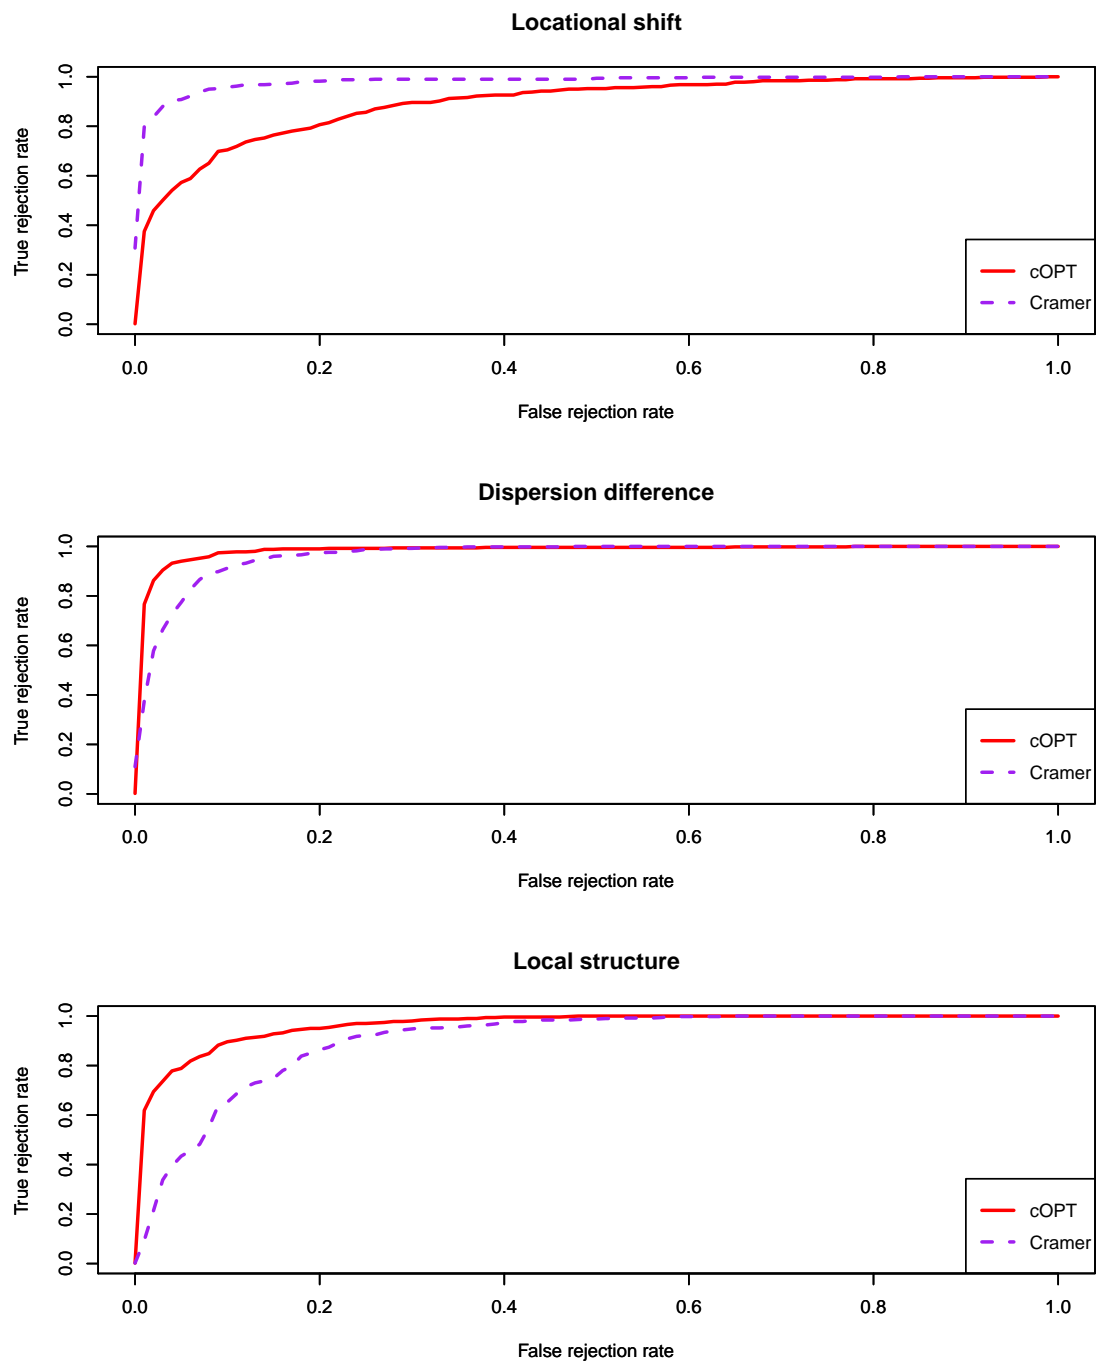 Locational shift
True rejection rate
0.0 0.2 0.4 0.6 0.8 1.0
cOPT
Cramer
0.0 0.2 0.4 0.6 0.8 1.0
False rejection rate
Dispersion difference
True rejection rate
0.0 0.2 0.4 0.6 0.8 1.0
cOPT
Cramer
0.0 0.2 0.4 0.6 0.8 1.0
False rejection rate
Local structure
True rejection rate
0.0 0.2 0.4 0.6 0.8 1.0
cOPT
Cramer
0.0 0.2 0.4 0.6 0.8 1.0
False rejection rate